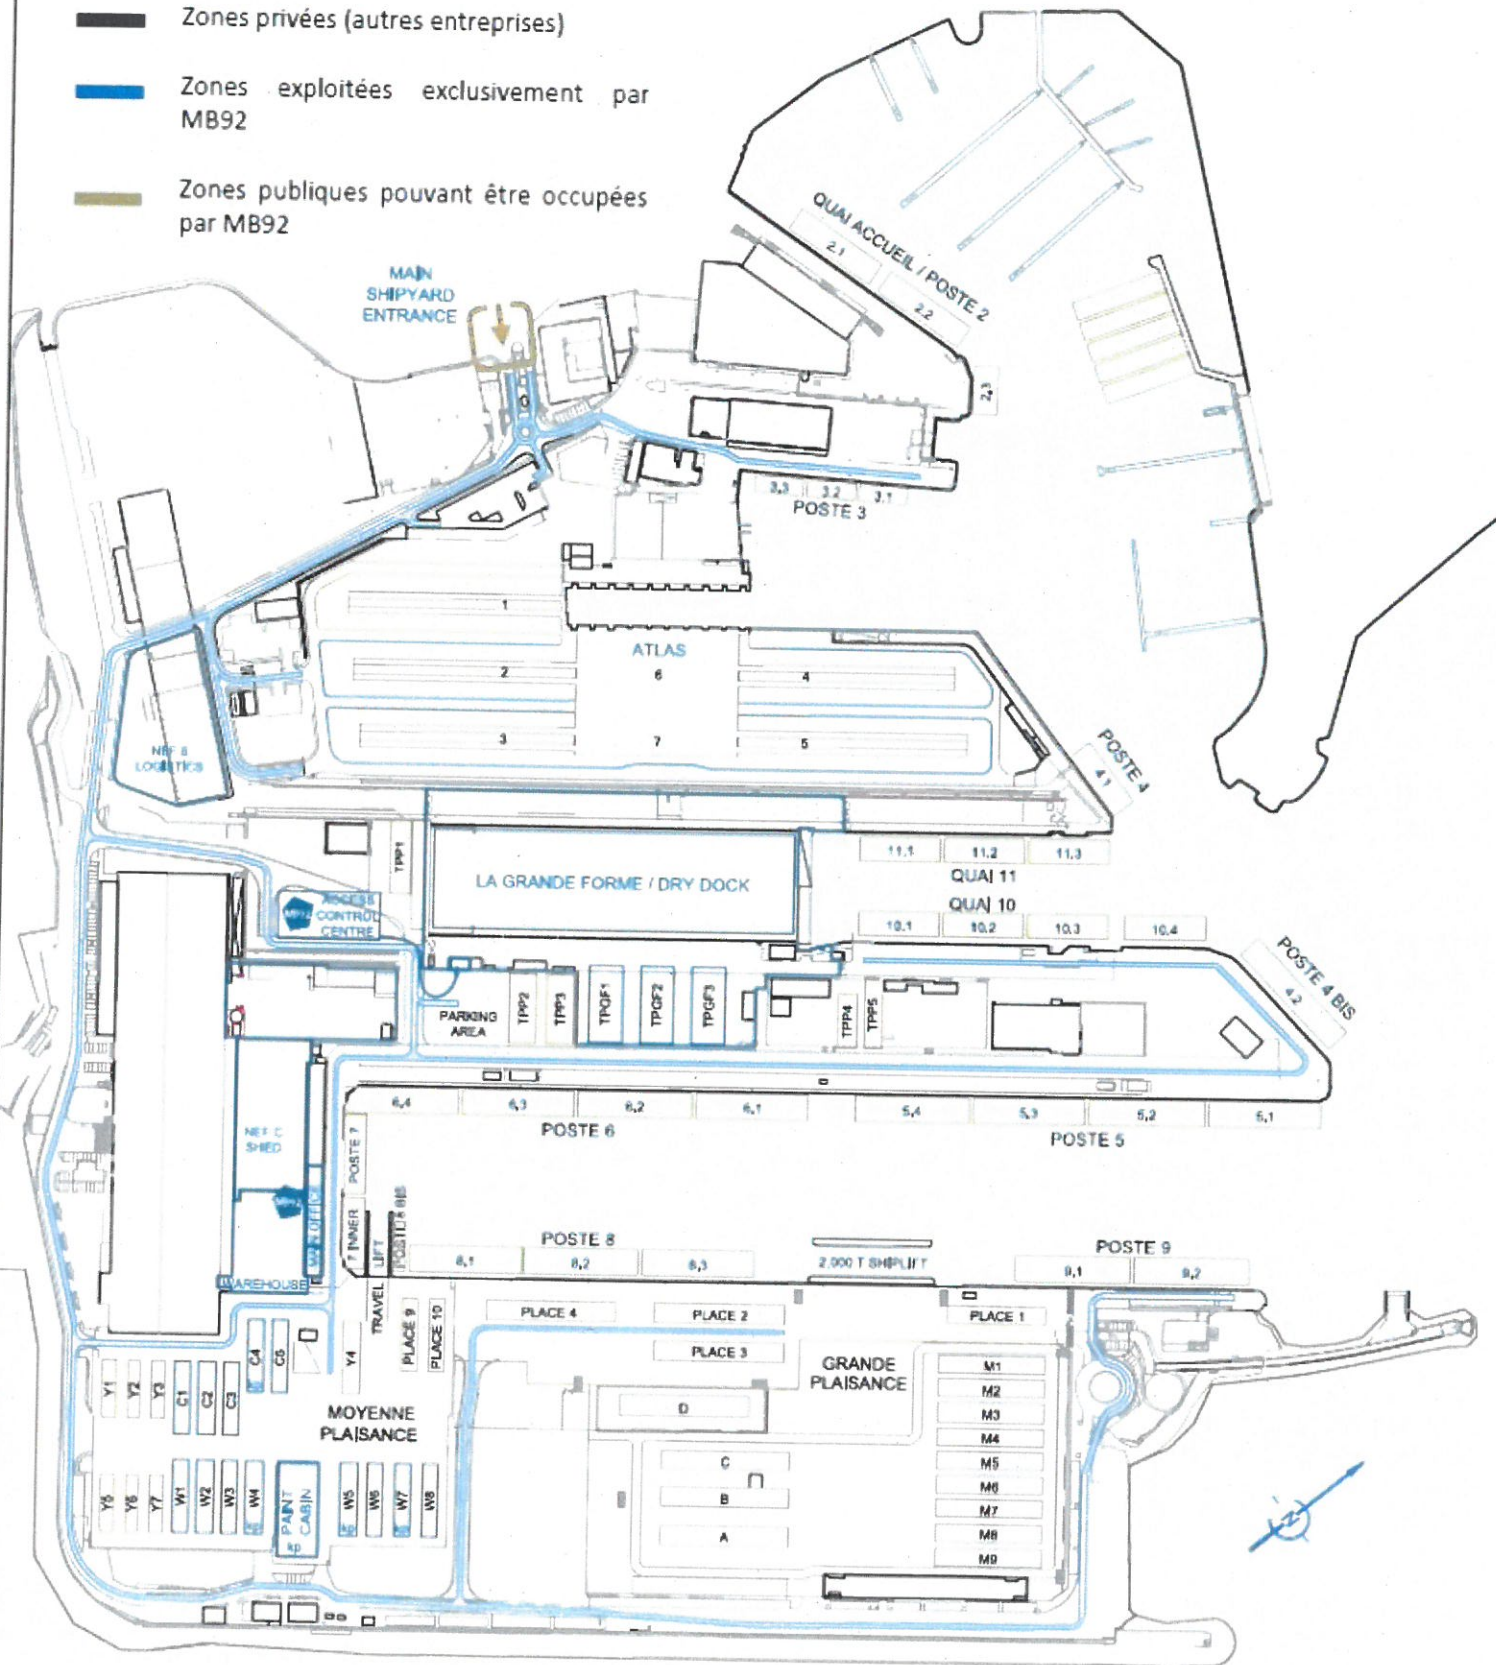 Zones privées (autres entreprises)
Zones exploitées exclusivement par
MB92
Zones publiques pouvant être occupées
par MB92
MAIN
SHIPYARD
ENTRANCE
QUAI ACCUEIL / POSTE 2
2.1
2.2
2.3
3.3
3.2
3.1
POSTE 3
1
ATLAS
2
6
4
3
7
5
NEF B
LOGISTICS
POSTE 4
4.1
TPP1
LA GRANDE FORME / DRY DOCK
11.1
11.2
11.3
QUAI 11
QUAI 10
10.1
10.2
10.3
10.4
MB92
ACCESS
CONTROL
CENTRE
POSTE 4 BIS
4.2
PARKING
AREA
TPP2
TPP3
TPGF1
TPGF2
TPGF3
TPP4
TPP5
6,4
6,3
6,2
6,1
5,4
5,3
5,2
5,1
POSTE 6
POSTE 5
NEF C
SHED
MB92
MAIN OFFICE
WAREHOUSE
POSTE 7
7 INNER
TRAVEL LIFT
POSTE 8 BIS
POSTE 8
8,1
8,2
8,3
2.000 T SHIPLIFT
POSTE 9
9,1
9,2
PLACE 4
PLACE 2
PLACE 1
PLACE 3
PLACE 9
PLACE 10
Y4
C4
C5
Y1
Y2
Y3
C1
C2
C3
MOYENNE
PLAISANCE
GRANDE
PLAISANCE
D
C
B
A
M1
M2
M3
M4
M5
M6
M7
M8
M9
Y5
Y6
Y7
W1
W2
W3
W4
PAINT
CABIN
kp
W5
W6
W7
W8
N